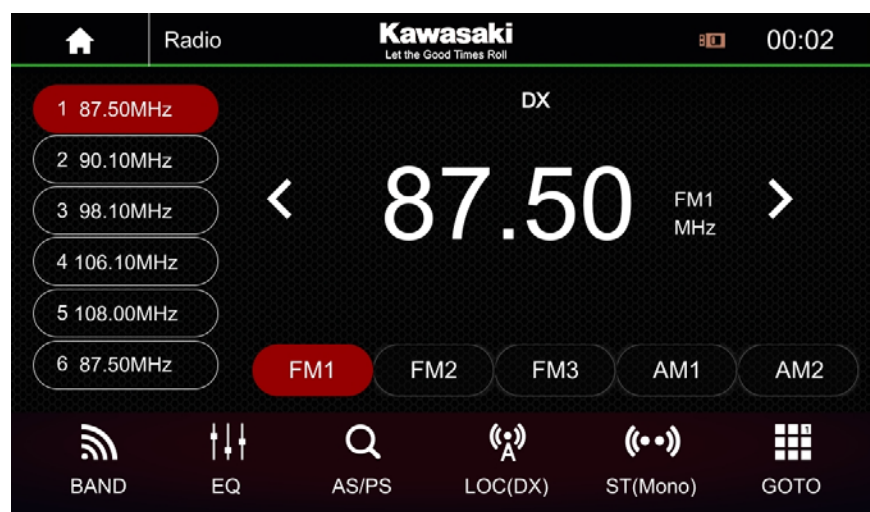 Radio
Kawasaki
Let the Good Times Roll
00:02
1 87.50MHz
2 90.10MHz
3 98.10MHz
4 106.10MHz
5 108.00MHz
6 87.50MHz
DX
87.50
FM1
MHz
FM1 FM2 FM3 AM1 AM2
BAND EQ AS/PS LOC(DX) ST(Mono) GOTO